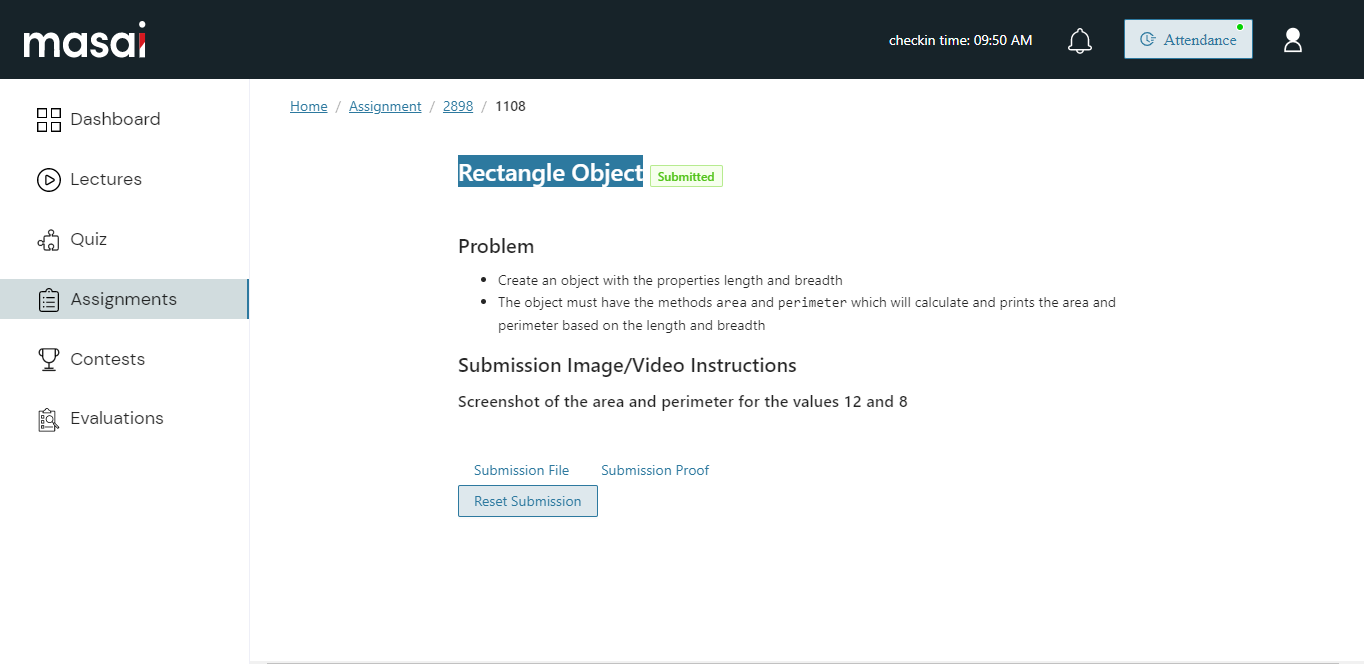 masai
checkin time: 09:50 AM
Attendance
Dashboard
Lectures
Quiz
Assignments
Contests
Evaluations
Home / Assignment / 2898 / 1108
Rectangle Object Submitted
Problem
• Create an object with the properties length and breadth
• The object must have the methods area and perimeter which will calculate and prints the area and
perimeter based on the length and breadth
Submission Image/Video Instructions
Screenshot of the area and perimeter for the values 12 and 8
Submission File Submission Proof
Reset Submission